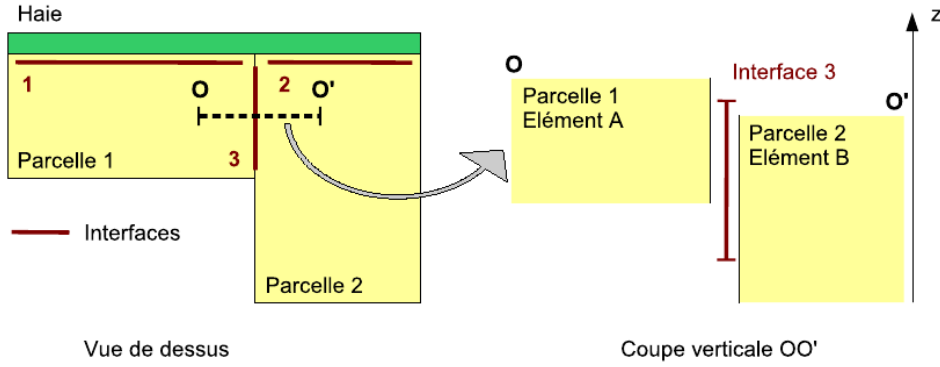 Haie
1
2
O
O'
Parcelle 1
3
Interfaces
Parcelle 2
Vue de dessus
z
O
Interface 3
Parcelle 1
Elément A
O'
Parcelle 2
Elément B
Coupe verticale OO'